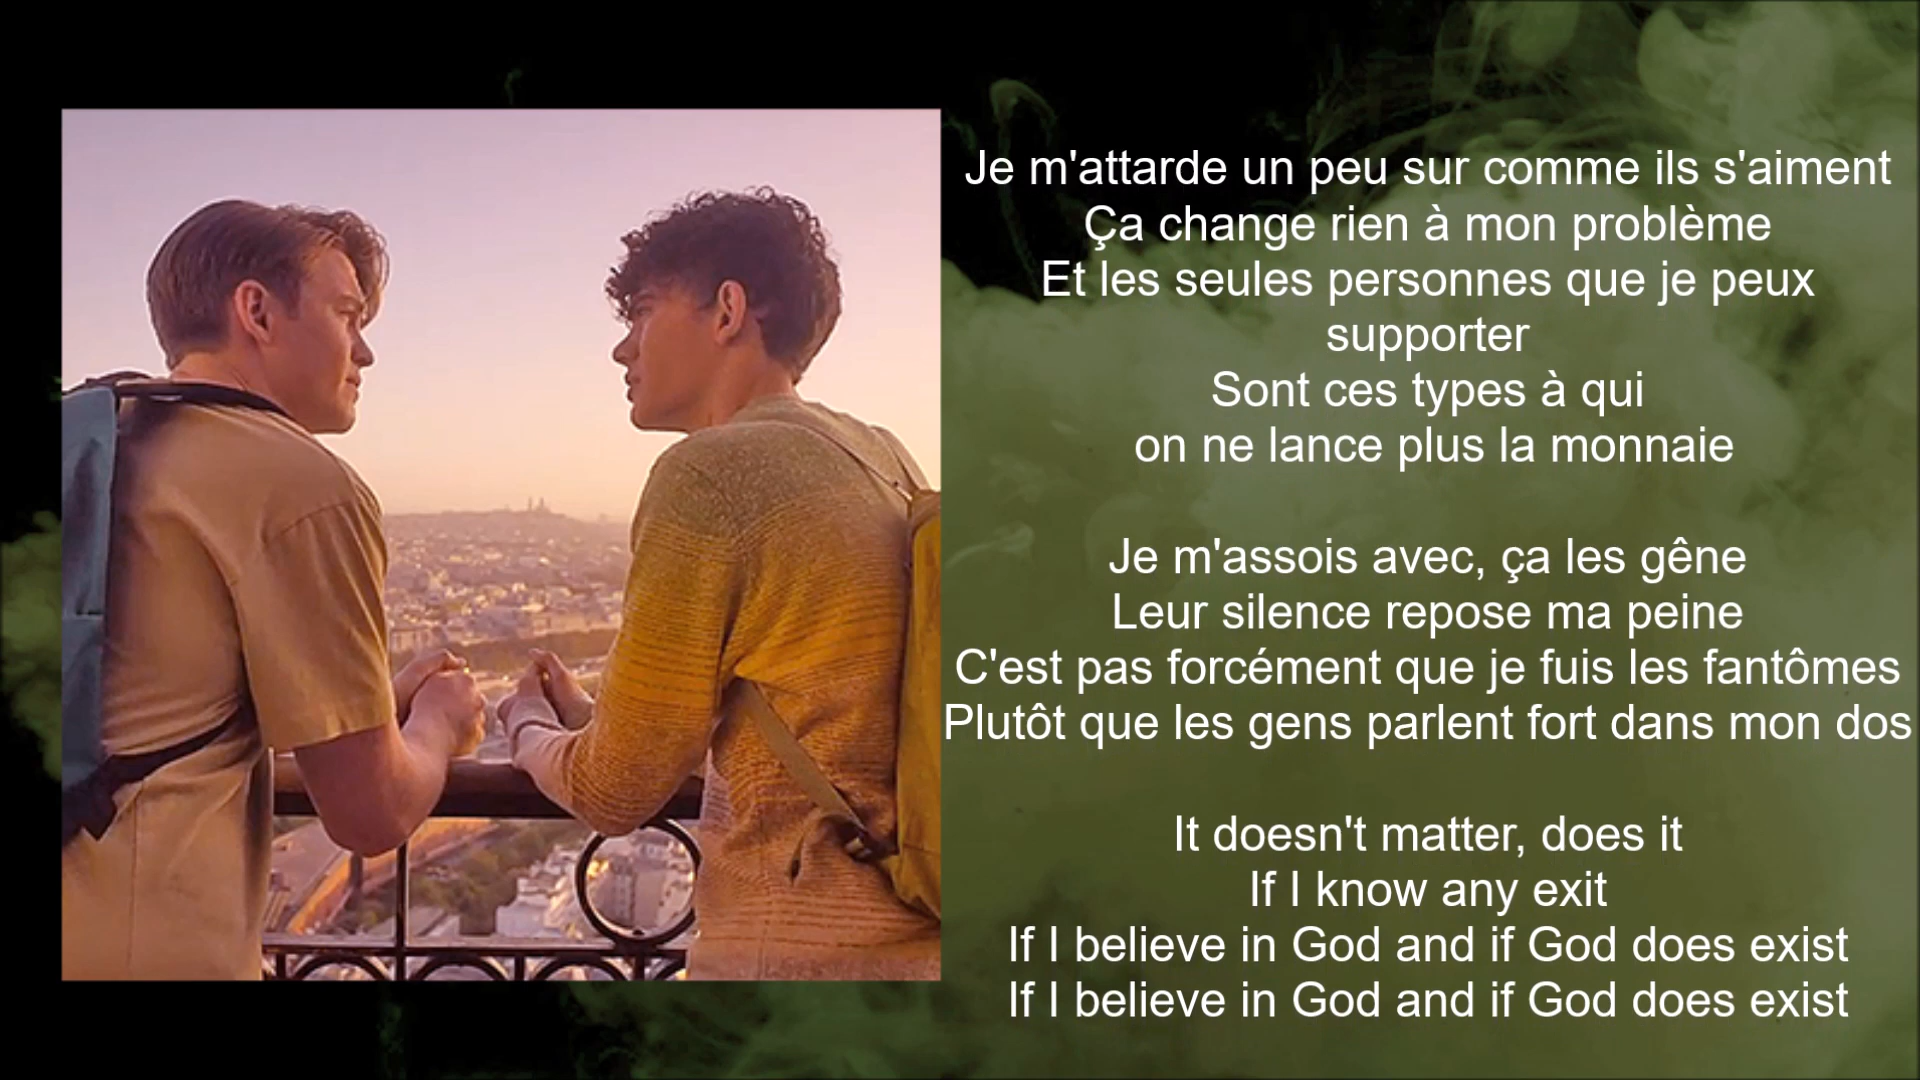 Je m'attarde un peu sur comme ils s'aiment
Ça change rien à mon problème
Et les seules personnes que je peux
supporter
Sont ces types à qui
on ne lance plus la monnaie
Je m'assois avec, ça les gêne
Leur silence repose ma peine
C'est pas forcément que je fuis les fantômes
Plutôt que les gens parlent fort dans mon dos
It doesn't matter, does it
If I know any exit
If I believe in God and if God does exist
If I believe in God and if God does exist